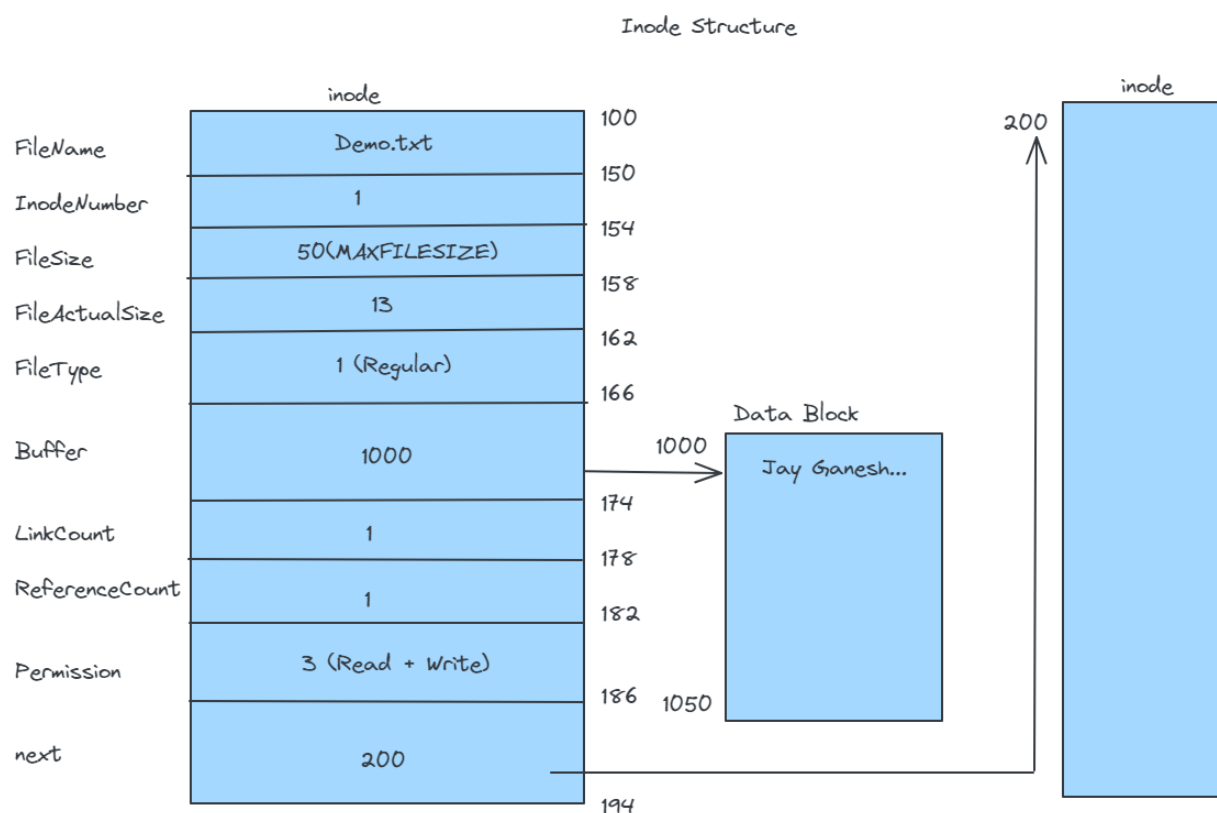 Inode Structure
inode
inode
100
200
FileName
Demo.txt
150
InodeNumber
1
154
FileSize
50(MAXFILESIZE)
158
FileActualSize
13
162
FileType
1 (Regular)
166
Data Block
Buffer
1000
1000
Jay Ganesh...
174
LinkCount
1
178
ReferenceCount
1
182
Permission
3 (Read + Write)
186
1050
next
200
194